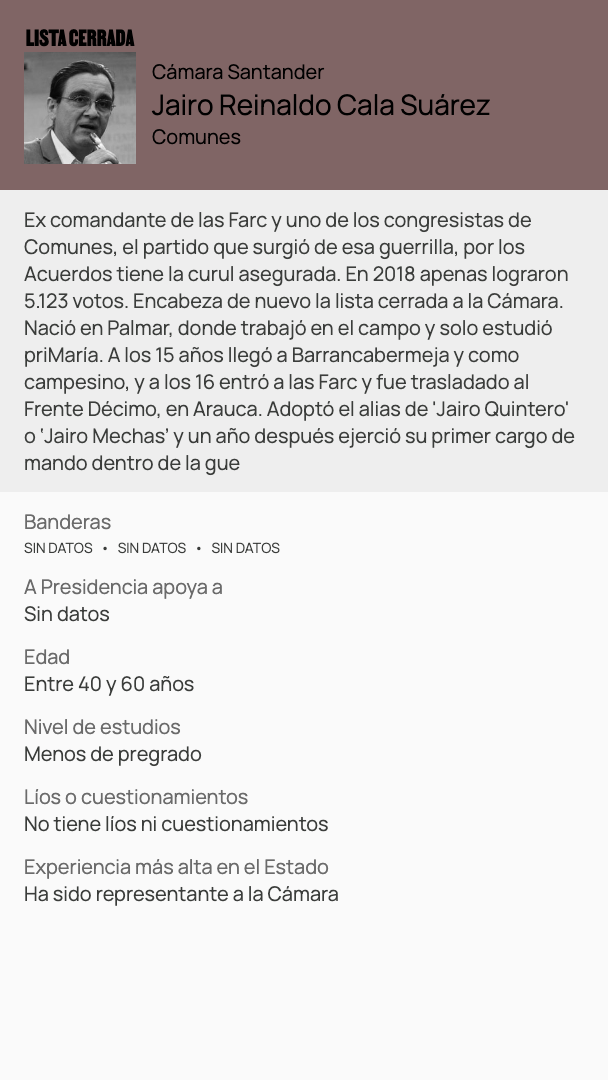 LISTA CERRADA
Cámara Santander
Jairo Reinaldo Cala Suárez
Comunes
Ex comandante de las Farc y uno de los congresistas de
Comunes, el partido que surgió de esa guerrilla, por los
Acuerdos tiene la curul asegurada. En 2018 apenas lograron
5.123 votos. Encabeza de nuevo la lista cerrada a la Cámara.
Nació en Palmar, donde trabajó en el campo y solo estudió
priMaría. A los 15 años llegó a Barrancabermeja y como
campesino, y a los 16 entró a las Farc y fue trasladado al
Frente Décimo, en Arauca. Adoptó el alias de 'Jairo Quintero'
o ‘Jairo Mechas’ y un año después ejerció su primer cargo de
mando dentro de la gue
Banderas
SIN DATOS • SIN DATOS • SIN DATOS
A Presidencia apoya a
Sin datos
Edad
Entre 40 y 60 años
Nivel de estudios
Menos de pregrado
Líos o cuestionamientos
No tiene líos ni cuestionamientos
Experiencia más alta en el Estado
Ha sido representante a la Cámara